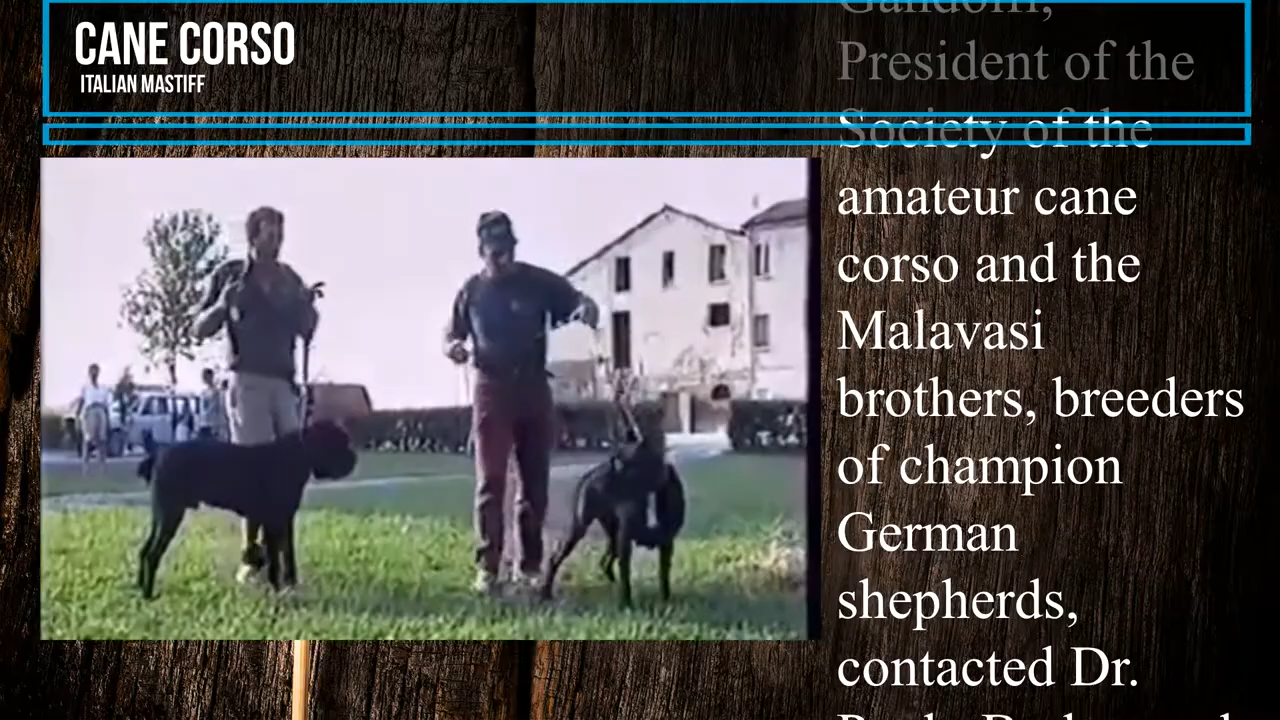 CANE CORSO
ITALIAN MASTIFF
President of the
Society of the
amateur cane
corso and the
Malavasi
brothers, breeders
of champion
German
shepherds,
contacted Dr.